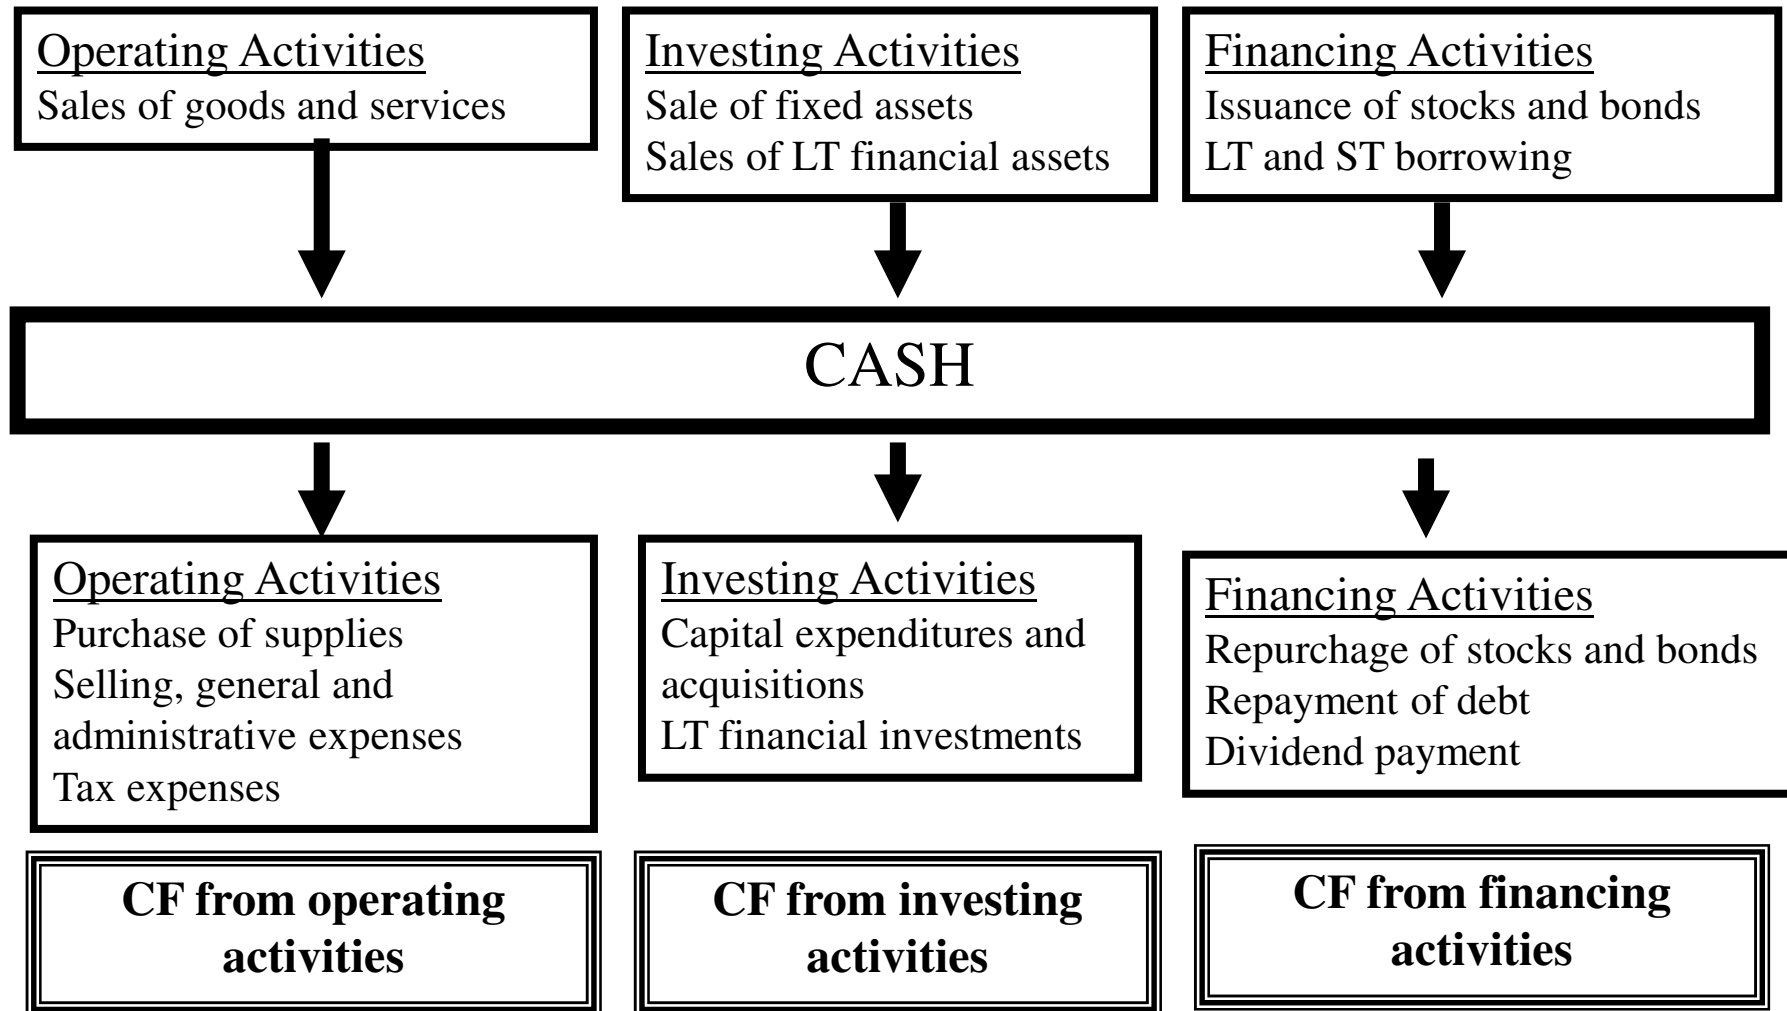 Operating Activities
Sales of goods and services
Investing Activities
Sale of fixed assets
Sales of LT financial assets
Financing Activities
Issuance of stocks and bonds
LT and ST borrowing
CASH
Operating Activities
Purchase of supplies
Selling, general and
administrative expenses
Tax expenses
Investing Activities
Capital expenditures and
acquisitions
LT financial investments
Financing Activities
Repurchage of stocks and bonds
Repayment of debt
Dividend payment
CF from operating
activities
CF from investing
activities
CF from financing
activities